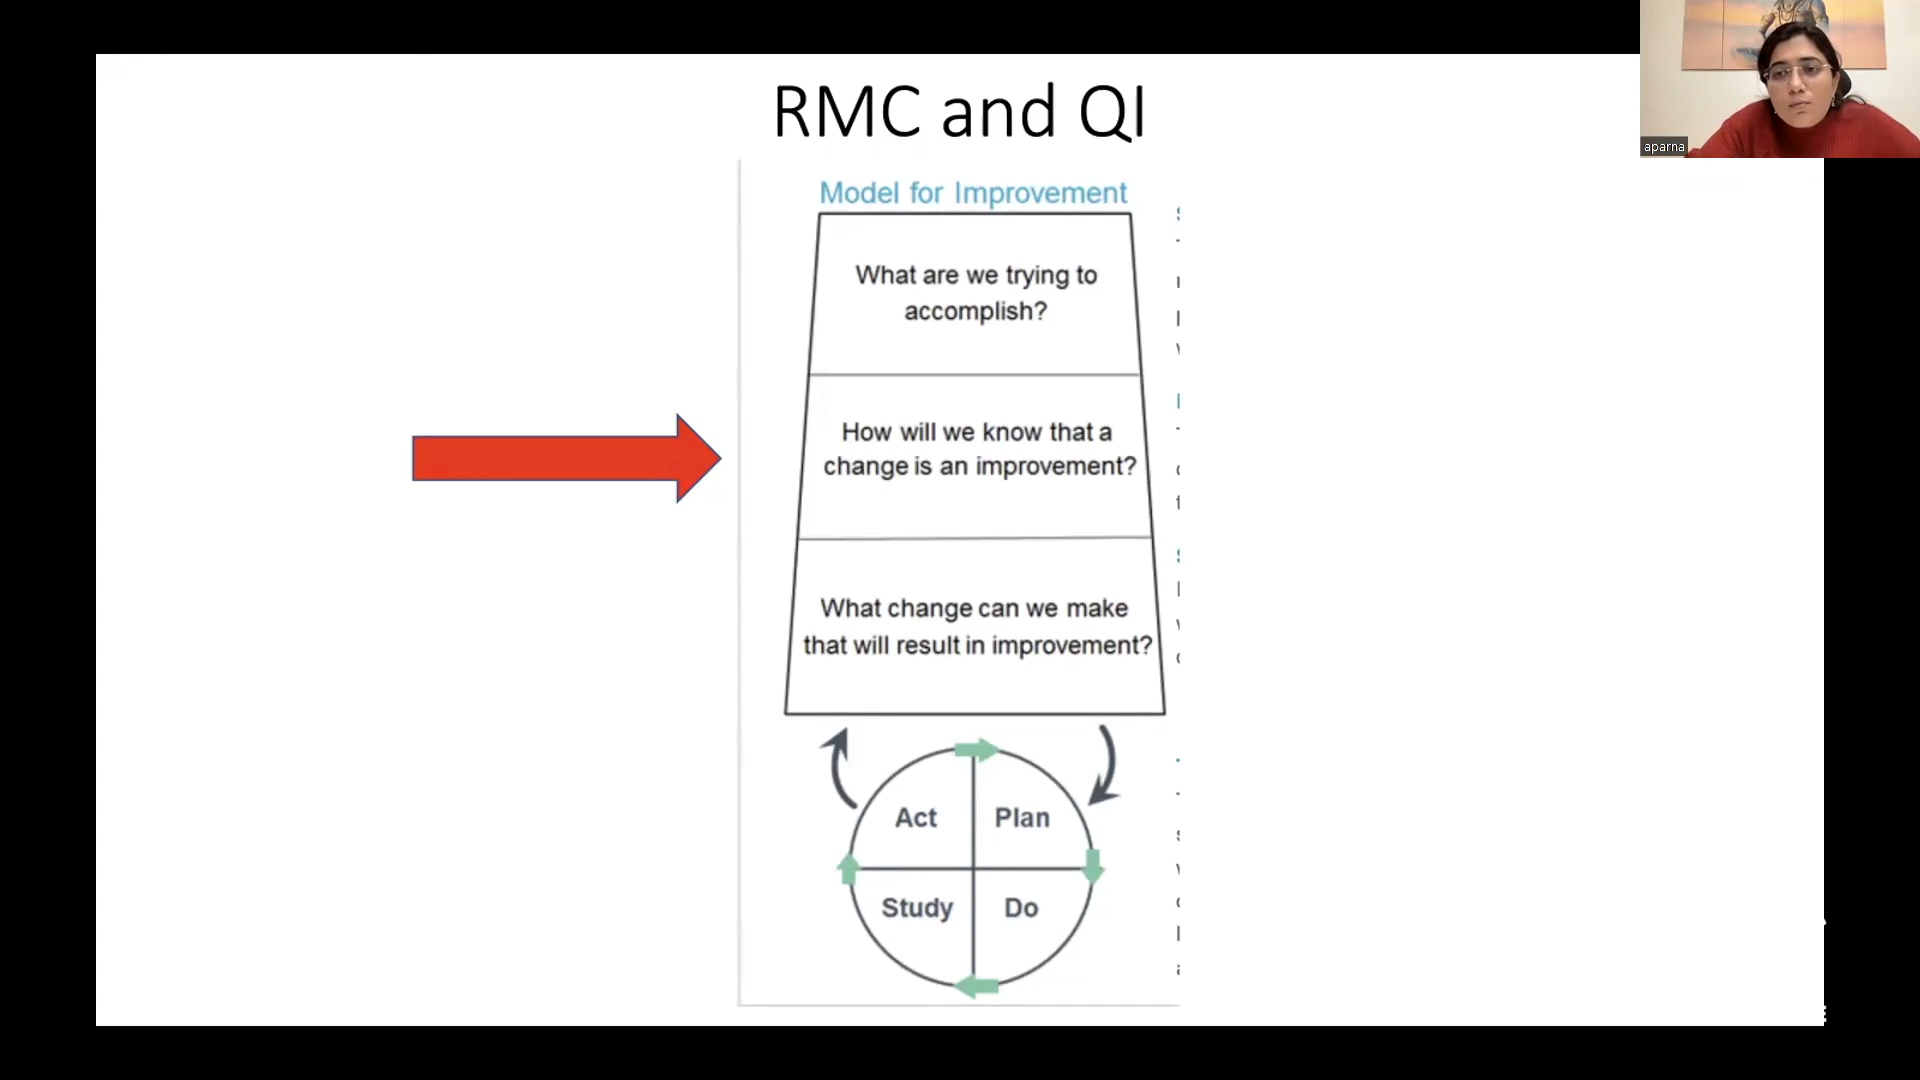 RMC and QI
aparna
Model for Improvement
What are we trying to
accomplish?
How will we know that a
change is an improvement?
What change can we make
that will result in improvement?
Act
Plan
Study
Do